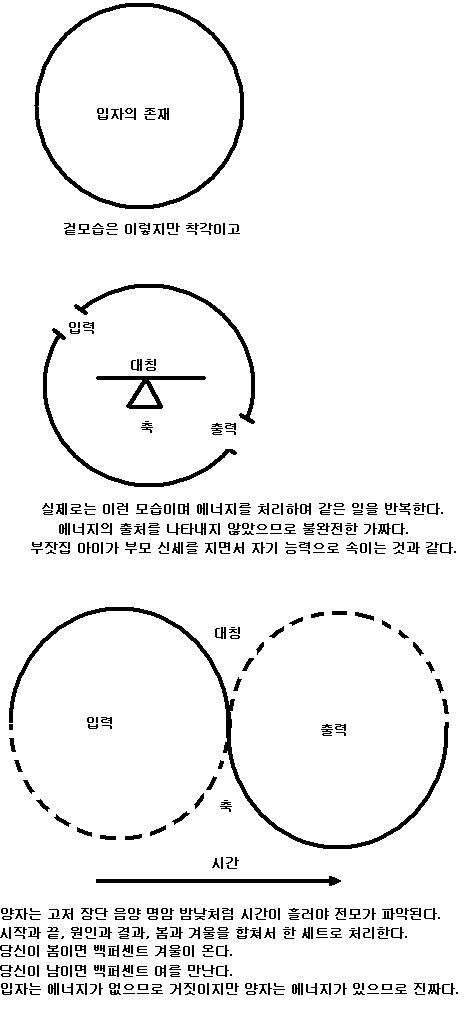 입자의 존재
겉모습은 이렇지만 착각이고
입력
대칭
축
출력
실제로는 이런 모습이며 에너지를 처리하며 같은 일을 반복한다.
에너지의 출처를 나타내지 않았으므로 불완전한 가짜다.
부잣집 아이가 부모 신세를 지면서 자기 능력으로 속이는 것과 같다.
대칭
입력
출력
축
시간
양자는 고저 장단 음양 명암 밤낮처럼 시간이 흘러야 전모가 파악된다.
시작과 끝, 원인과 결과, 봄과 겨울을 합쳐서 한 세트로 처리한다.
당신이 봄이면 백퍼센트 겨울이 온다.
당신이 남이면 백퍼센트 여를 만난다.
입자는 에너지가 없으므로 거짓이지만 양자는 에너지가 있으므로 진짜다.